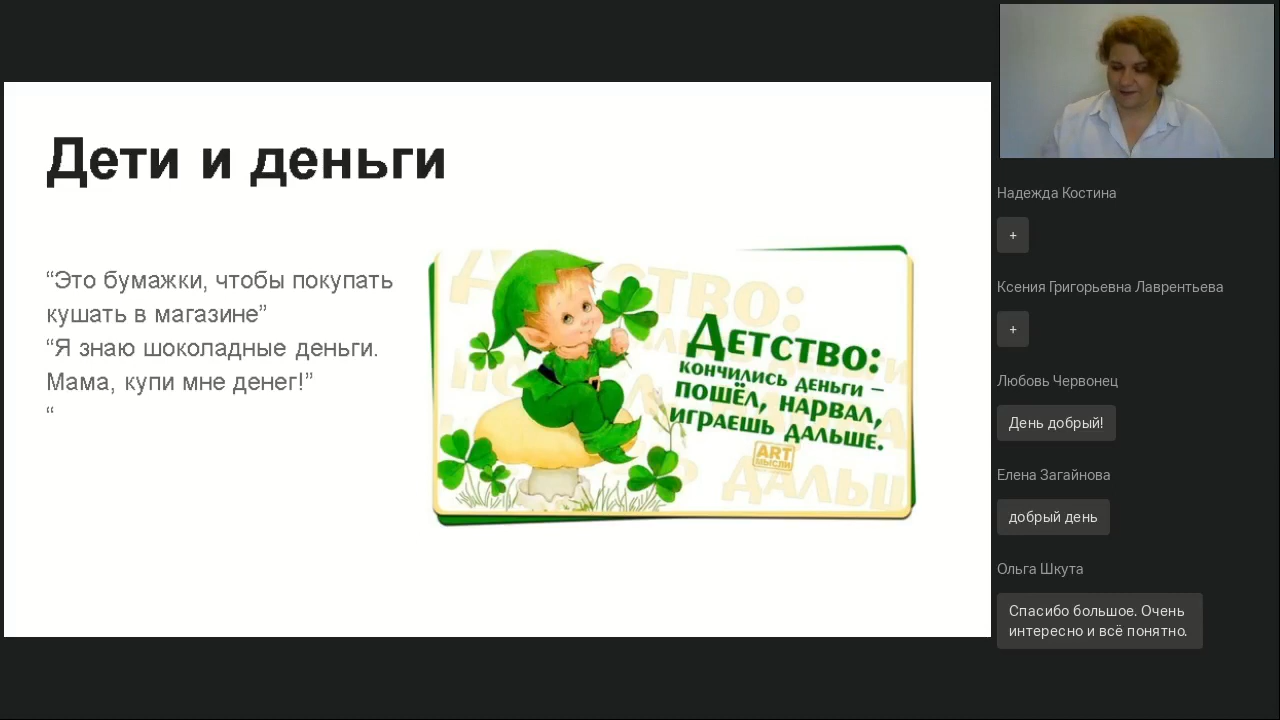 Дети и деньги
“Это бумажки, чтобы покупать
кушать в магазине”
“Я знаю шоколадные деньги.
Мама, купи мне денег!”
“
Детство:
кончились деньги –
пошёл, нарвал,
играешь дальше.
ART
МЫСЛИ
Надежда Костина
+
Ксения Григорьевна Лаврентьева
+
Любовь Червонец
День добрый!
Елена Загайнова
добрый день
Ольга Шкута
Спасибо большое. Очень
интересно и всё понятно.